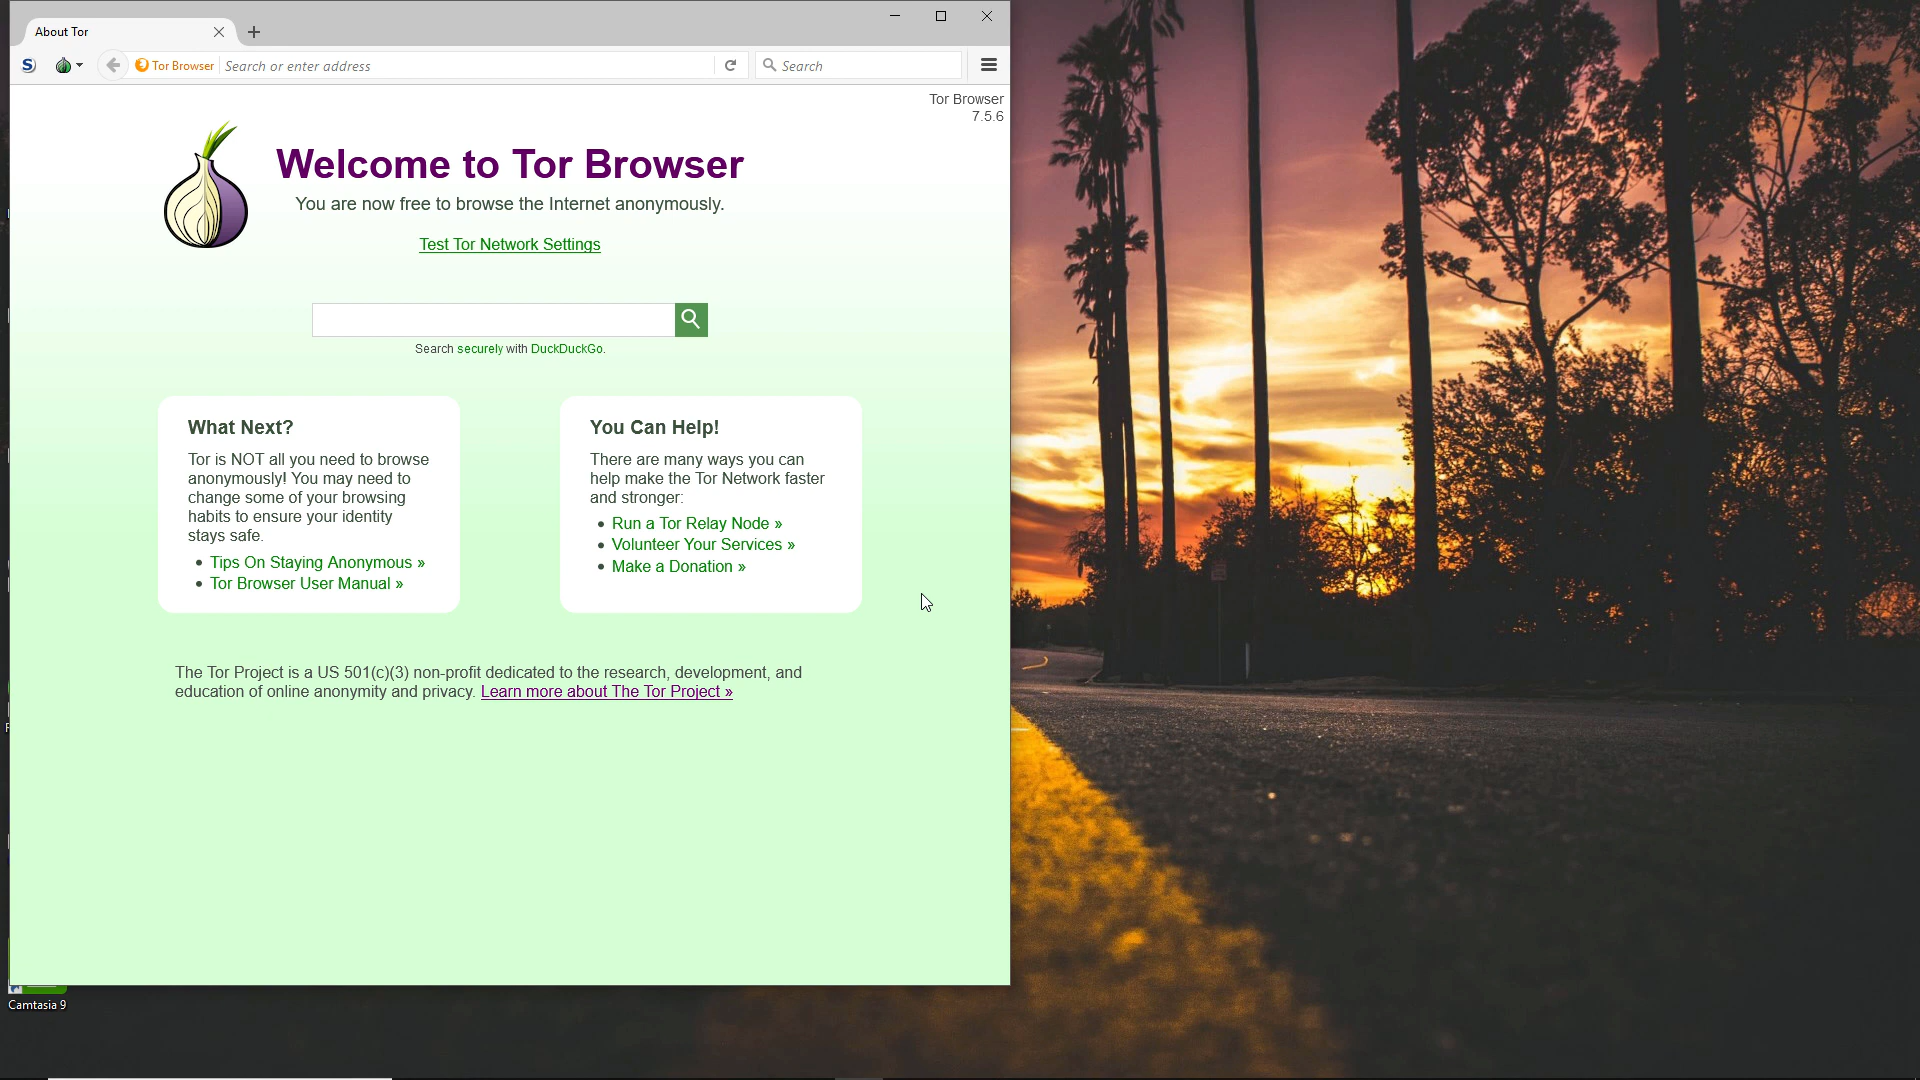 About Tor
S
Tor Browser
Search or enter address
Search
Tor Browser
7.5.6
Welcome to Tor Browser
You are now free to browse the Internet anonymously.
Test Tor Network Settings
Search securely with DuckDuckGo.
What Next?
Tor is NOT all you need to browse
anonymously! You may need to
change some of your browsing
habits to ensure your identity
stays safe.
• Tips On Staying Anonymous »
• Tor Browser User Manual »
You Can Help!
There are many ways you can
help make the Tor Network faster
and stronger:
• Run a Tor Relay Node »
• Volunteer Your Services »
• Make a Donation »
The Tor Project is a US 501(c)(3) non-profit dedicated to the research, development, and
education of online anonymity and privacy. Learn more about The Tor Project »
Camtasia 9